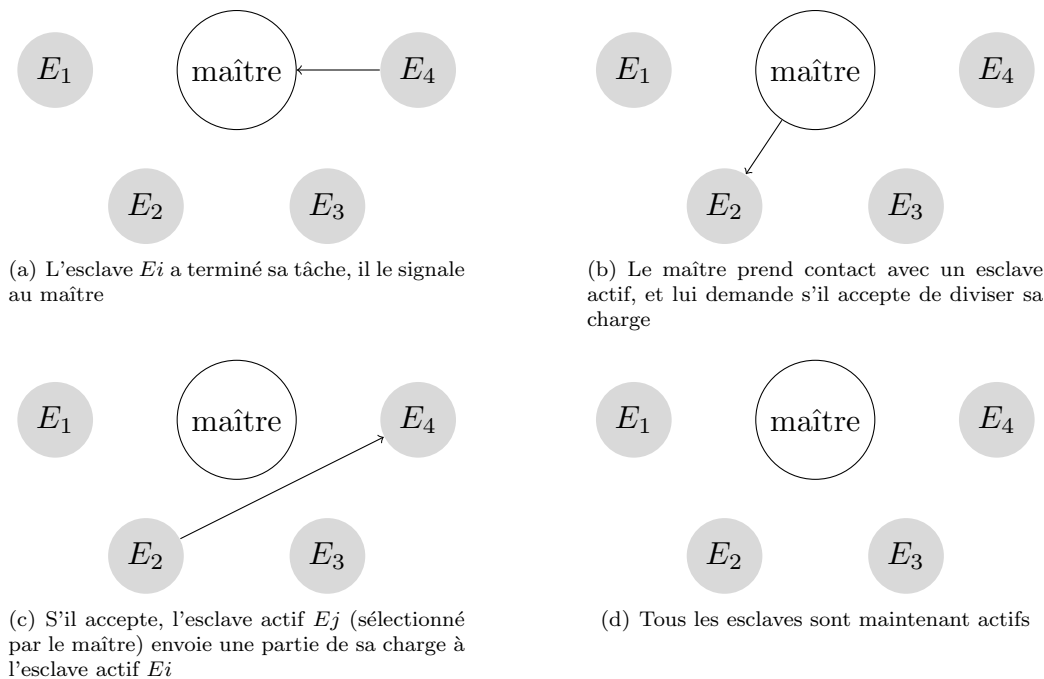 E1 maître E4
E2 E3
(a) L'esclave Ei a terminé sa tâche, il le signale
au maître
E1 maître E4
E2 E3
(b) Le maître prend contact avec un esclave
actif, et lui demande s'il accepte de diviser sa
charge
E1 maître E4
E2 E3
(c) S'il accepte, l'esclave actif Ej (sélectionné
par le maître) envoie une partie de sa charge à
l'esclave actif Ei
E1 maître E4
E2 E3
(d) Tous les esclaves sont maintenant actifs